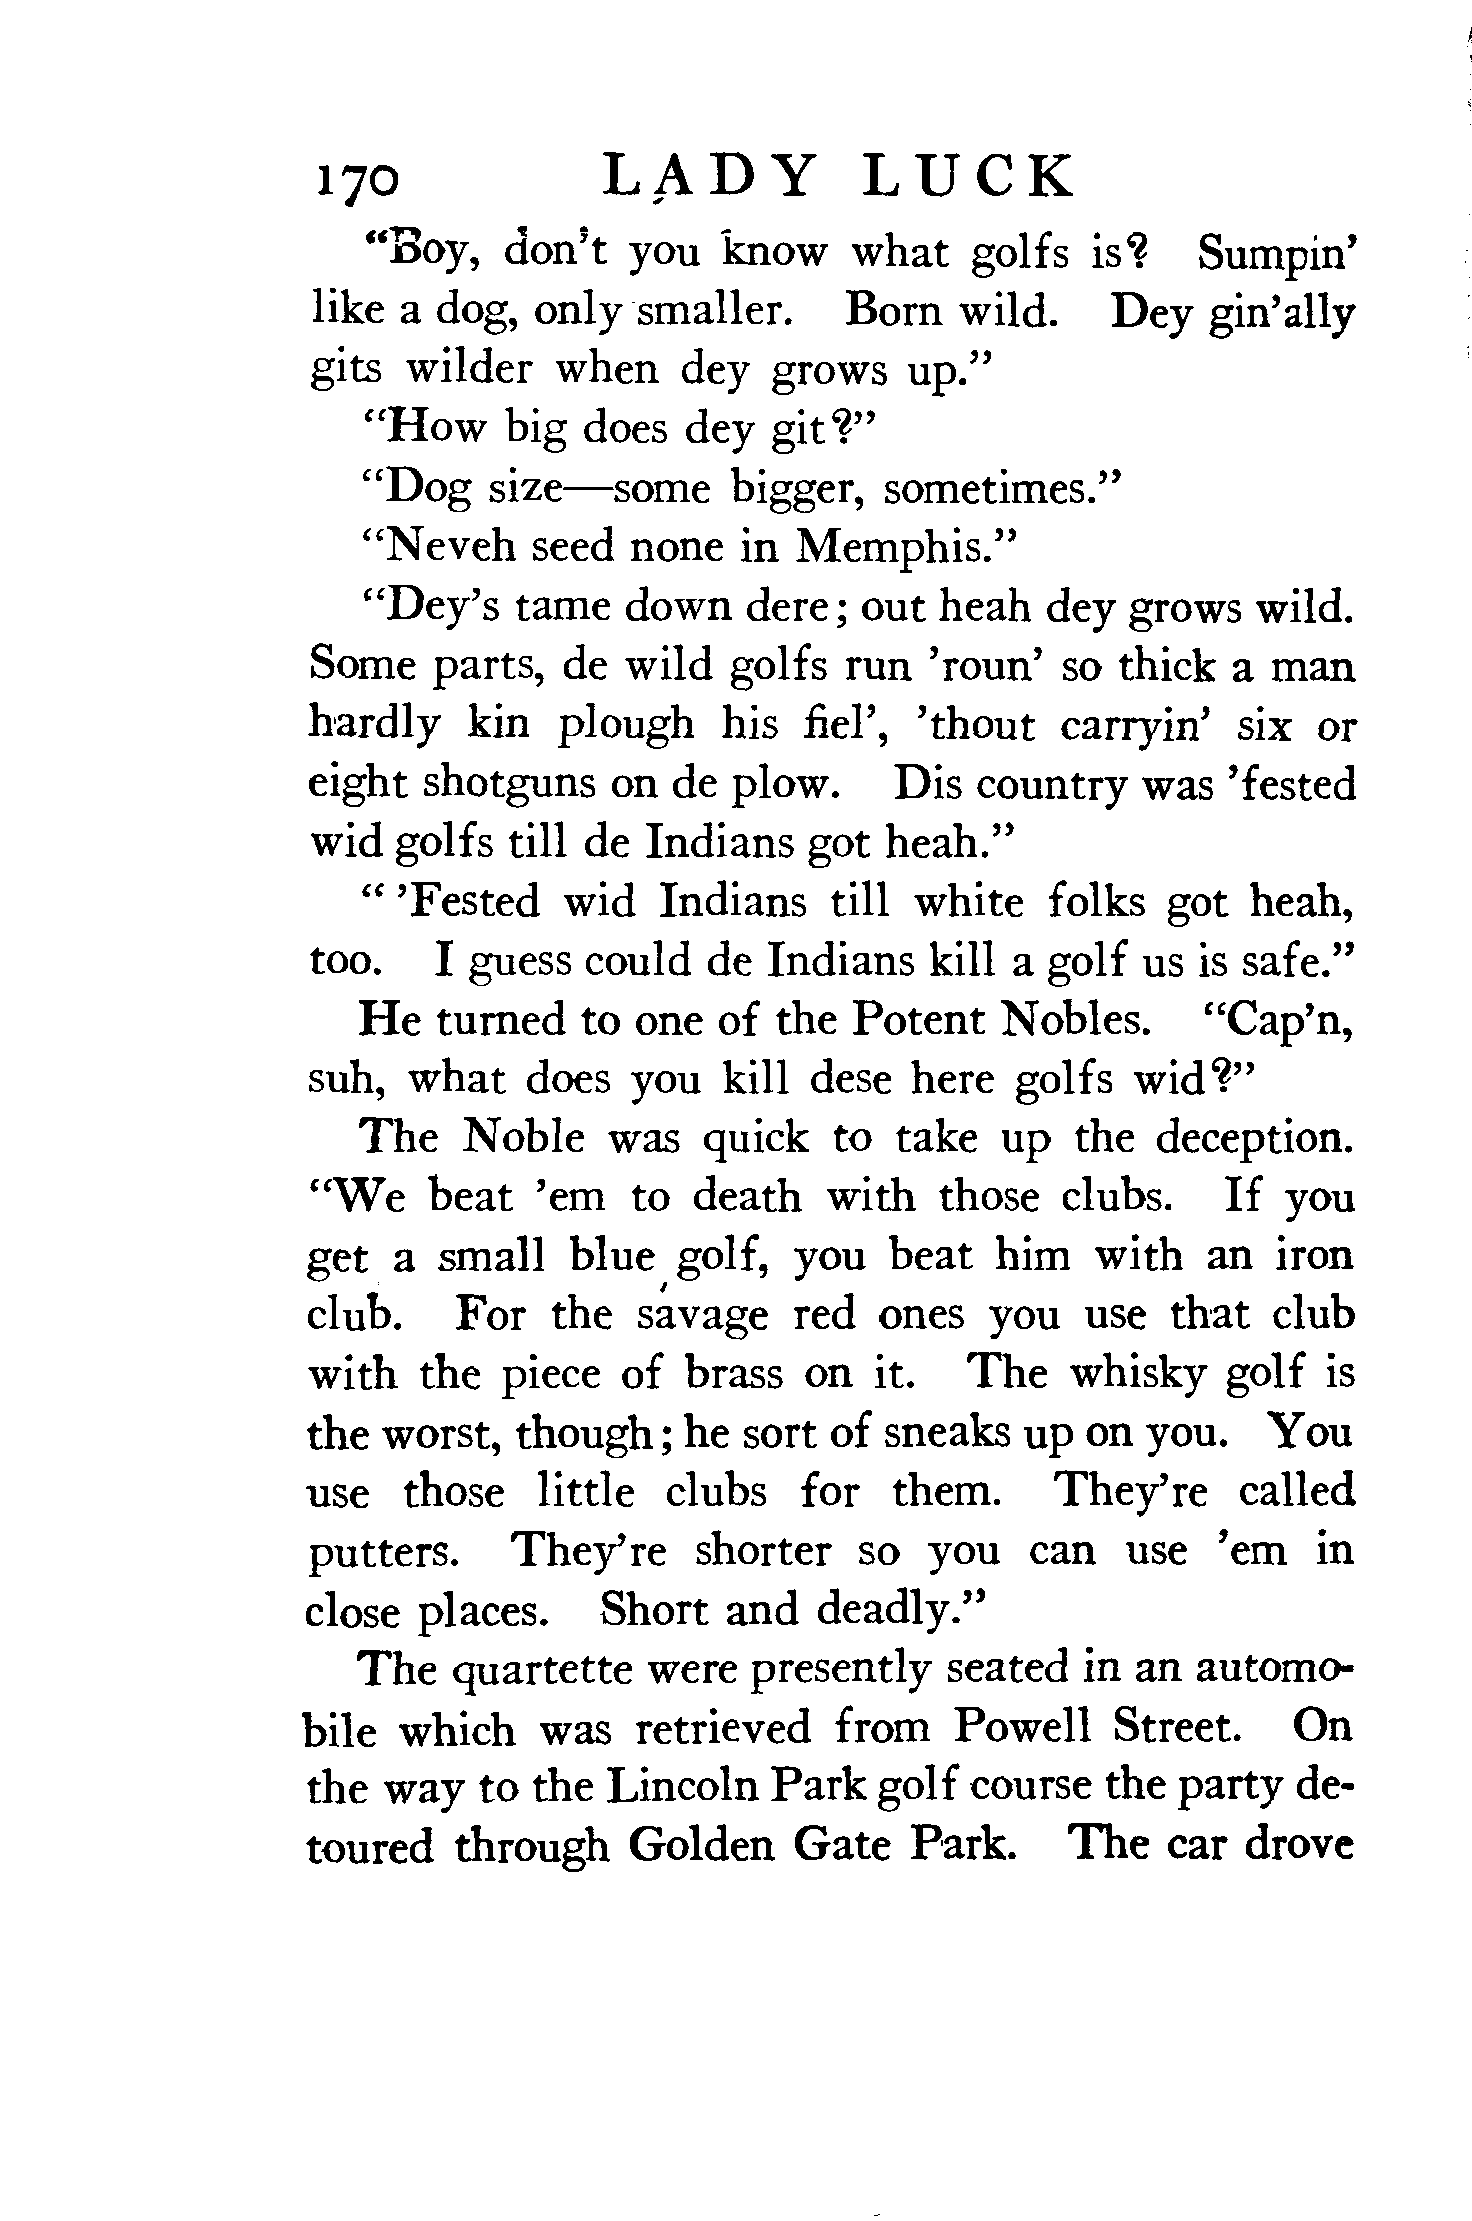 170 LADY LUCK
“Boy, don’t you know what golfs is? Sumpin’
like a dog, only smaller. Born wild. Dey gin’ally
gits wilder when dey grows up.”
“How big does dey git?”
“Dog size—some bigger, sometimes.”
“Neveh seed none in Memphis.”
“Dey’s tame down dere; out heah dey grows wild.
Some parts, de wild golfs run ’roun’ so thick a man
hardly kin plough his fiel’, ’thout carryin’ six or
eight shotguns on de plow. Dis country was ’fested
wid golfs till de Indians got heah.”
“ ’Fested wid Indians till white folks got heah,
too. I guess could de Indians kill a golf us is safe.”
He turned to one of the Potent Nobles. “Cap’n,
suh, what does you kill dese here golfs wid?”
The Noble was quick to take up the deception.
“We beat ’em to death with those clubs. If you
get a small blue golf, you beat him with an iron
club. For the savage red ones you use that club
with the piece of brass on it. The whisky golf is
the worst, though; he sort of sneaks up on you. You
use those little clubs for them. They’re called
putters. They’re shorter so you can use ’em in
close places. Short and deadly.”
The quartette were presently seated in an automo-
bile which was retrieved from Powell Street. On
the way to the Lincoln Park golf course the party de-
toured through Golden Gate Park. The car drove